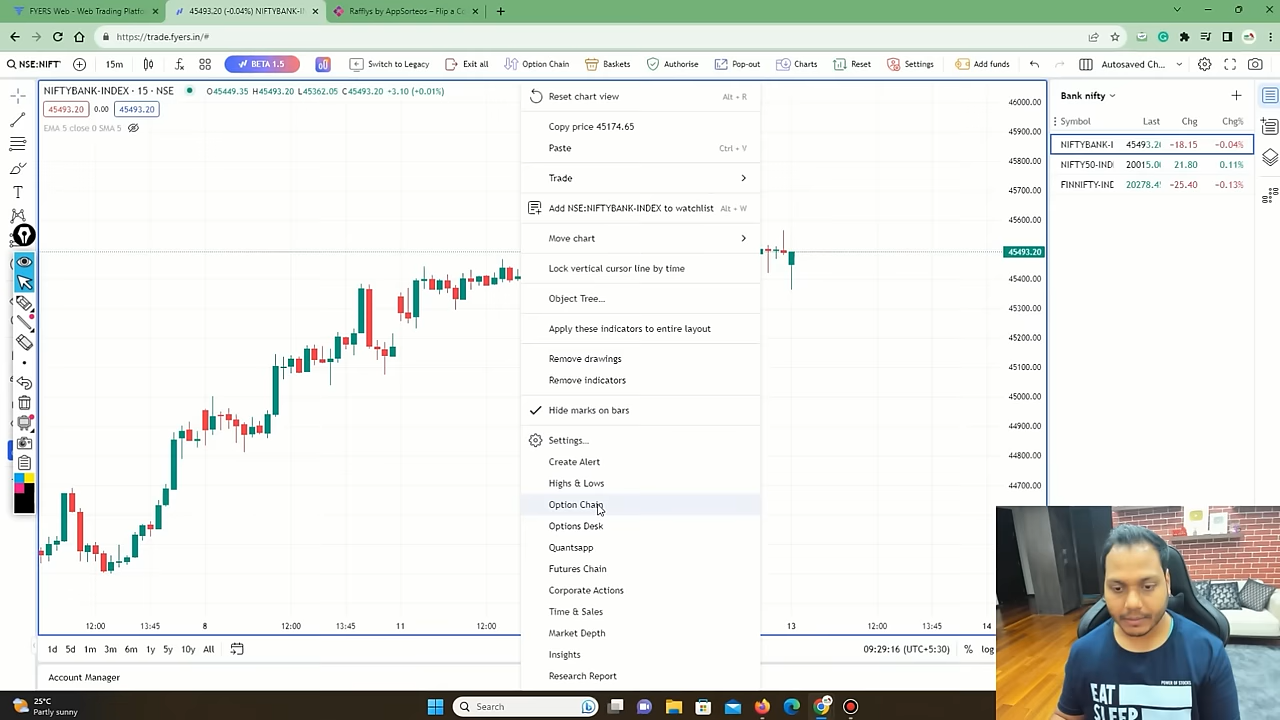 FYERS Web - Web Trading Platfo
45493.20 (-0.04%) NIFTYBANK-I
Rafflys by AppSorteos - Flip a C
https://trade.fyers.in/#
NSE:NIFT
15m
BETA 1.5
Switch to Legacy
Exit all
Option Chain
Baskets
Authorise
Pop-out
Charts
Reset
Settings
Add funds
Autosaved Ch...
NIFTYBANK-INDEX · 15 · NSE
O45449.35 H45493.20 L45362.05 C45493.20 +3.10 (+0.01%)
45493.20 0.00 45493.20
EMA 5 close 0 SMA 5
Reset chart view Alt + R
Copy price 45174.65
Paste Ctrl + V
Trade
Add NSE:NIFTYBANK-INDEX to watchlist Alt + W
Move chart
Lock vertical cursor line by time
Object Tree...
Apply these indicators to entire layout
Remove drawings
Remove indicators
Hide marks on bars
Settings...
Create Alert
Highs & Lows
Option Chain
Options Desk
Quantsapp
Futures Chain
Corporate Actions
Time & Sales
Market Depth
Insights
Research Report
46000.00
45900.00
45800.00
45700.00
45600.00
45493.20
45400.00
45300.00
45200.00
45100.00
45000.00
44900.00
44800.00
44700.00
Bank nifty
Symbol Last Chg Chg%
NIFTYBANK-I 45493.20 -18.15 -0.04%
NIFTY50-IND 20015.00 21.80 0.11%
FINNIFTY-INE 20278.4 -25.40 -0.13%
12:00 13:45 8 12:00 13:45 11 12:00 13 12:00 13:45 14
1d 5d 1m 3m 6m 1y 5y 10y All
09:29:16 (UTC+5:30) % log
Account Manager
POWER OF STOCKS
EAT
SLEEP
25°C
Partly sunny
Search